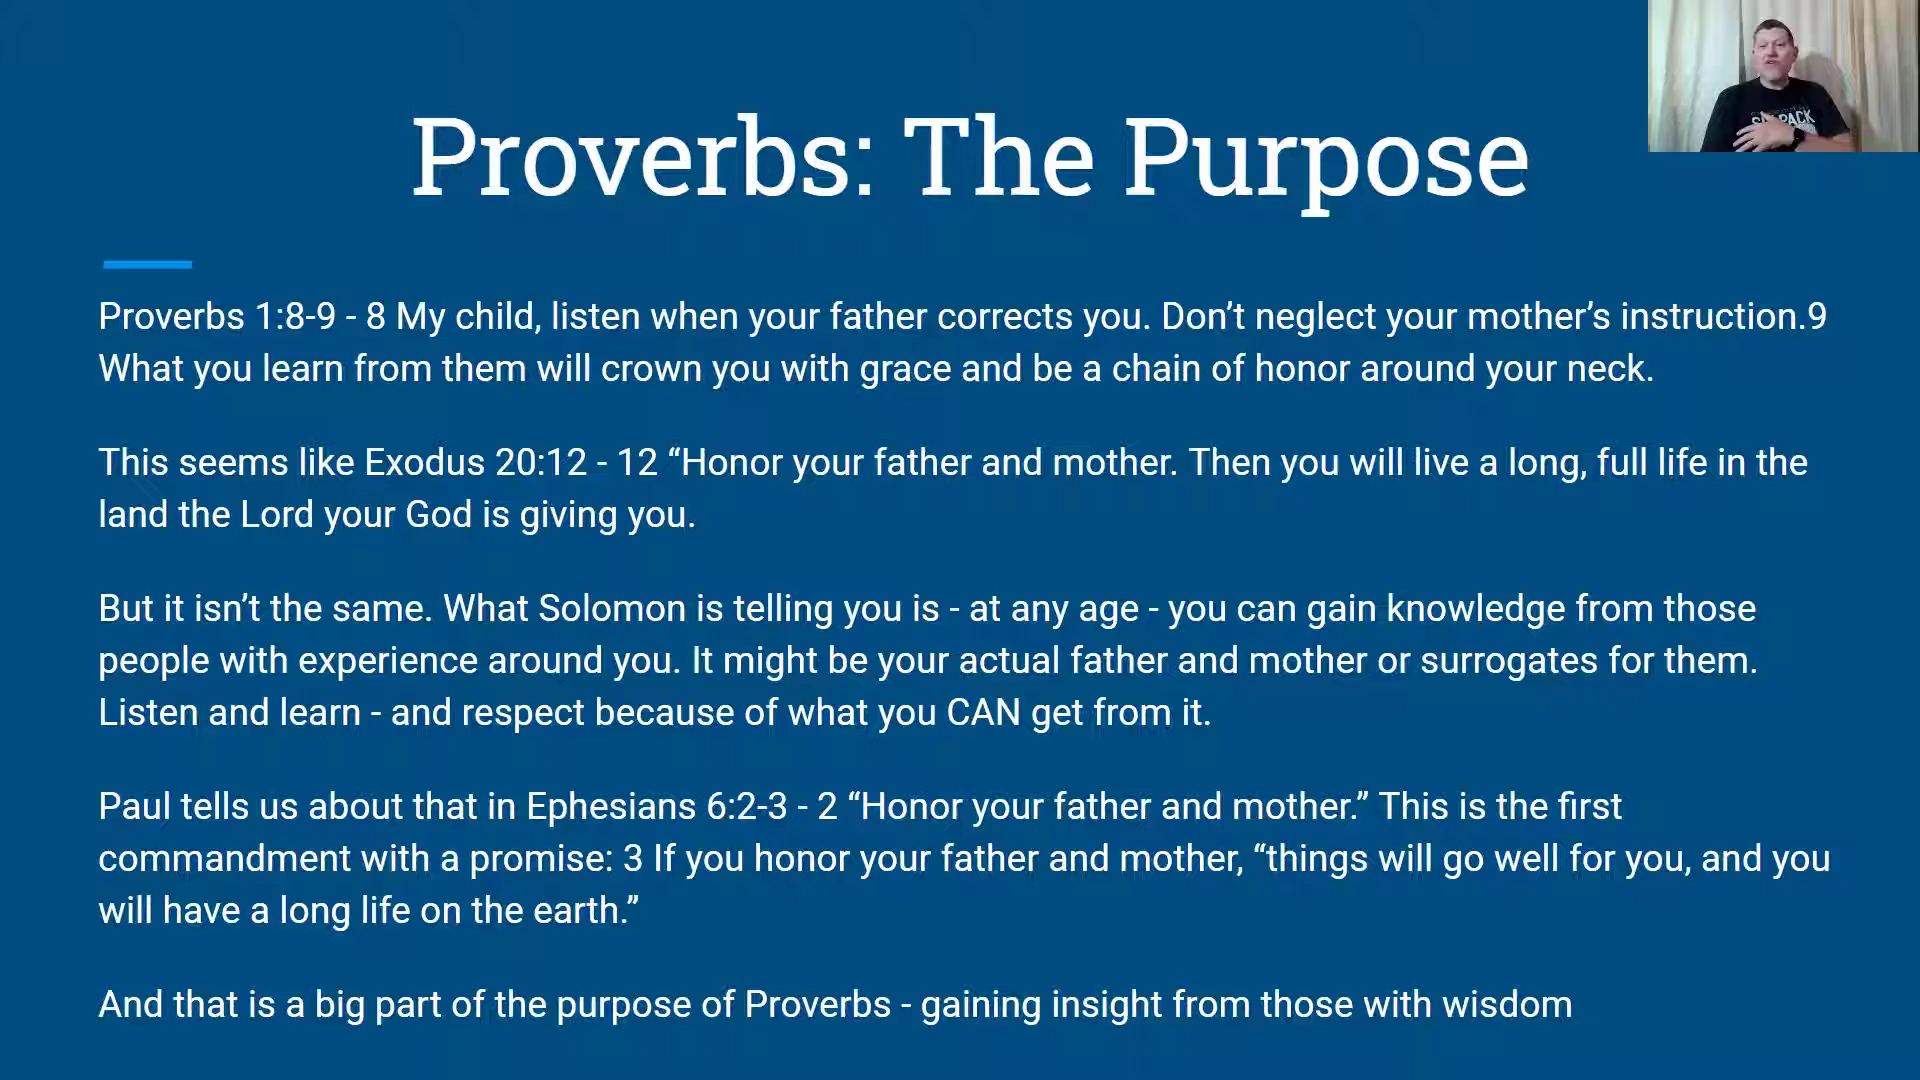 Proverbs: The Purpose
Proverbs 1:8-9 - 8 My child, listen when your father corrects you. Don’t neglect your mother’s instruction.9
What you learn from them will crown you with grace and be a chain of honor around your neck.
This seems like Exodus 20:12 - 12 “Honor your father and mother. Then you will live a long, full life in the
land the Lord your God is giving you.
But it isn’t the same. What Solomon is telling you is - at any age - you can gain knowledge from those
people with experience around you. It might be your actual father and mother or surrogates for them.
Listen and learn - and respect because of what you CAN get from it.
Paul tells us about that in Ephesians 6:2-3 - 2 “Honor your father and mother.” This is the first
commandment with a promise: 3 If you honor your father and mother, “things will go well for you, and you
will have a long life on the earth.”
And that is a big part of the purpose of Proverbs - gaining insight from those with wisdom